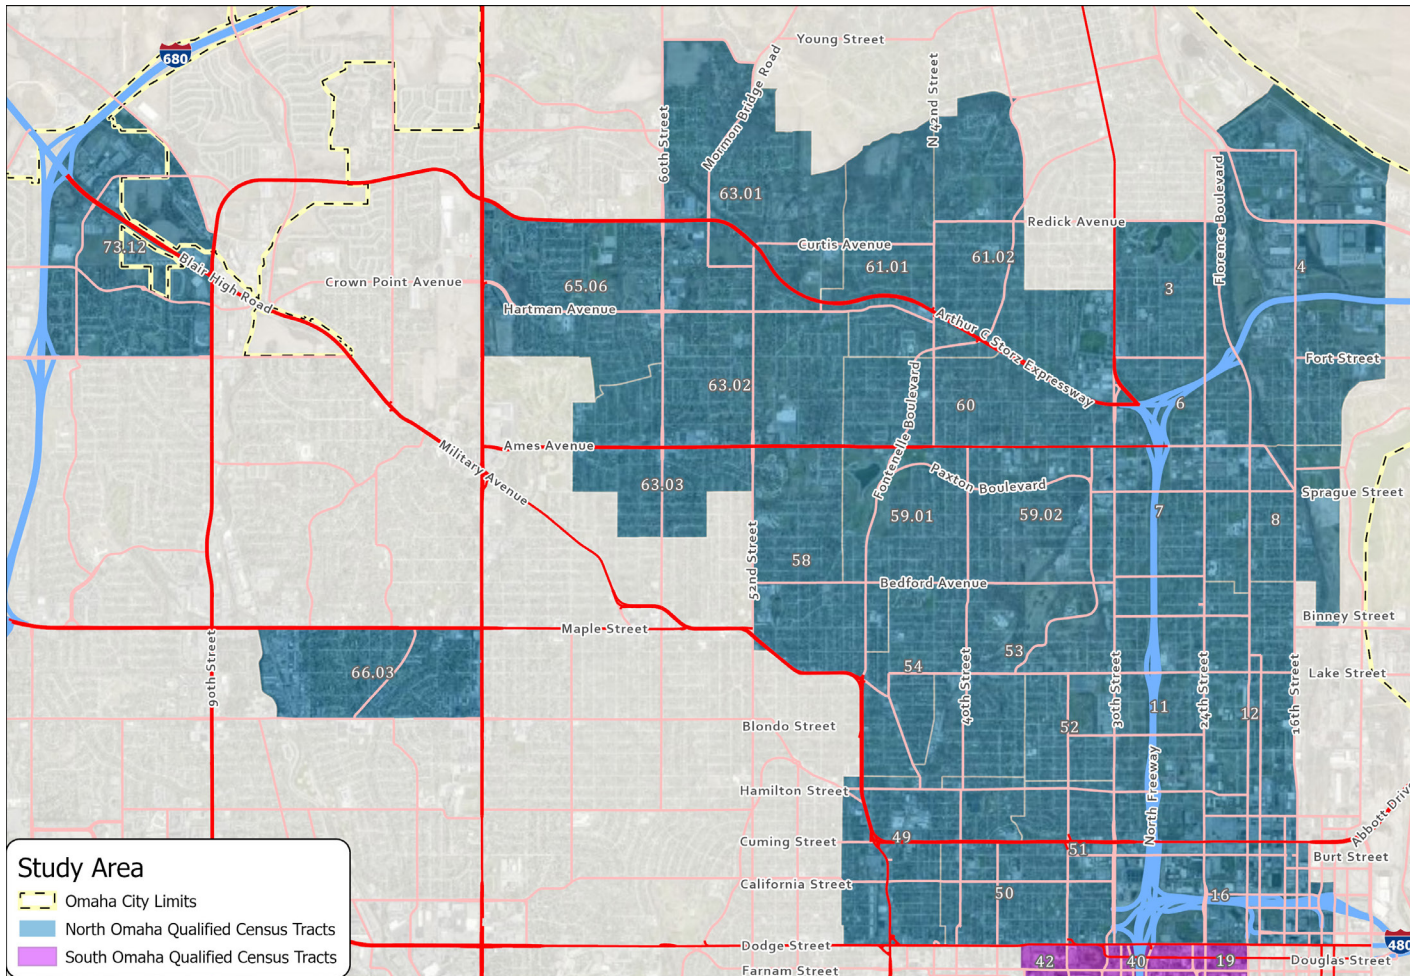 680
Young Street
N 42nd Street
Mormon Bridge Road
60th Street
63.01
Redick Avenue
Florence Boulevard
Curtis Avenue
73.12
61.01
61.02
4
Blair High Road
Crown Point Avenue
65.06
3
Hartman Avenue
Arthur C Storz Expressway
Fort Street
63.02
Fontenelle Boulevard
60
6
Ames Avenue
Military Avenue
Paxton Boulevard
63.03
Sprague Street
59.01
59.02
7
8
52nd Street
58
Bedford Avenue
Binney Street
Maple Street
90th Street
66.03
54
53
40th Street
30th Street
24th Street
16th Street
Lake Street
11
12
Blondo Street
52
Hamilton Street
North Freeway
Abbott Drive
Cuming Street
49
51
Burt Street
California Street
50
16
Dodge Street
480
Farnam Street
42
40
19
Douglas Street
Study Area
Omaha City Limits
North Omaha Qualified Census Tracts
South Omaha Qualified Census Tracts